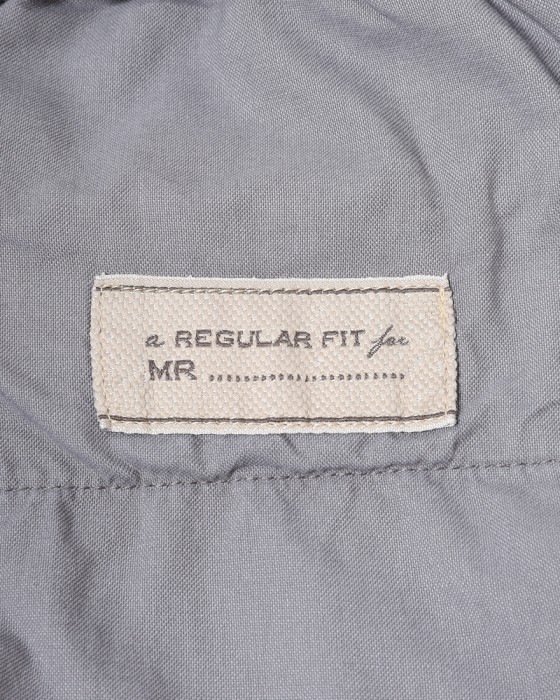 a REGULAR FIT for
MR ......................